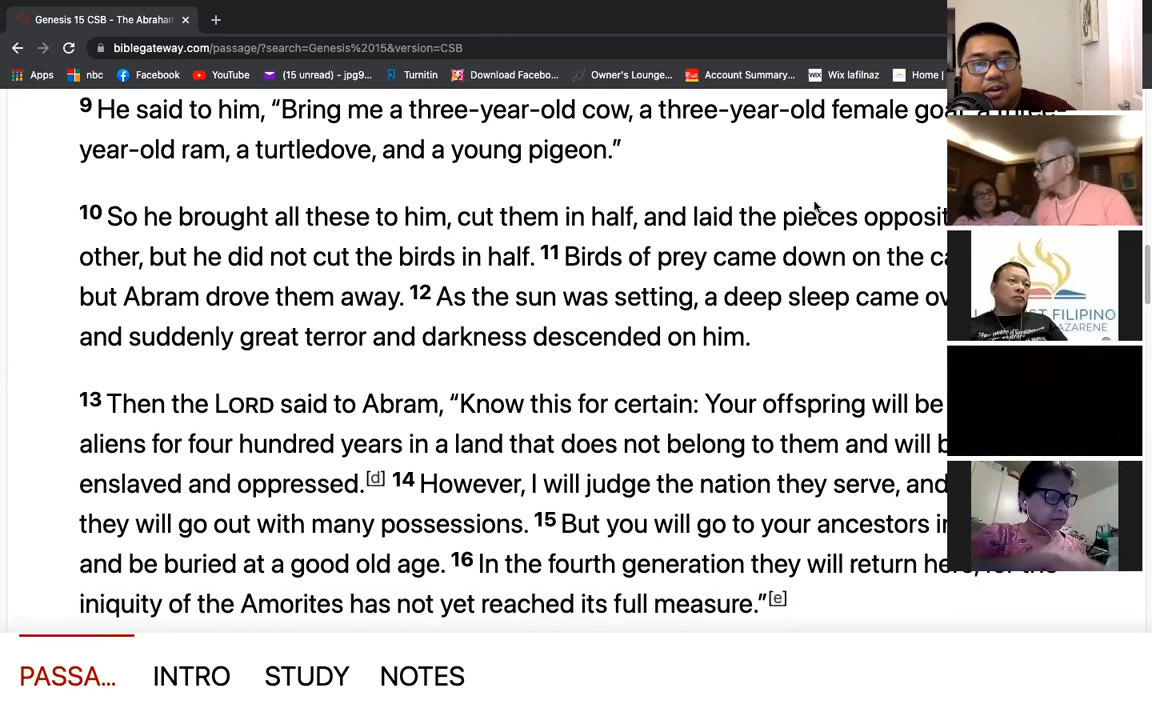 Genesis 15 CSB - The Abraham
biblegateway.com/passage/?search=Genesis%2015&version=CSB
Apps nbc Facebook YouTube (15 unread) - jpg9... Turnitin Download Facebo... Owner's Lounge... Account Summary... Wix lafilnaz Home |
9 He said to him, “Bring me a three-year-old cow, a three-year-old female goat, a three-
year-old ram, a turtledove, and a young pigeon.”
10 So he brought all these to him, cut them in half, and laid the pieces opposit
other, but he did not cut the birds in half. 11 Birds of prey came down on the ca
but Abram drove them away. 12 As the sun was setting, a deep sleep came ov
and suddenly great terror and darkness descended on him.
13 Then the LORD said to Abram, “Know this for certain: Your offspring will be
aliens for four hundred years in a land that does not belong to them and will b
enslaved and oppressed.[d] 14 However, I will judge the nation they serve, and
they will go out with many possessions. 15 But you will go to your ancestors in
and be buried at a good old age. 16 In the fourth generation they will return here, for the
iniquity of the Amorites has not yet reached its full measure.”[e]
PASSA... INTRO STUDY NOTES
FILIPINO